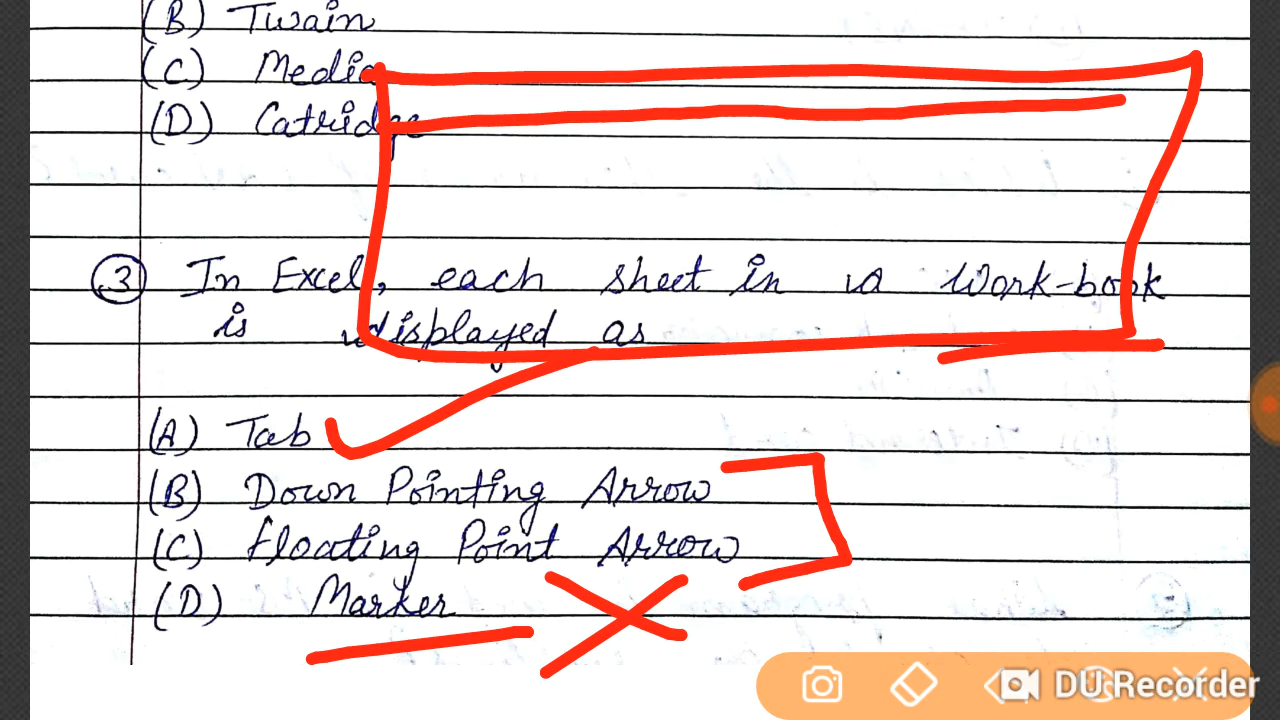 (B) Twain
(C) Media
(D) Catridge
3 In Excel, each sheet in a Work-book
is displayed as
(A) Tab
(B) Down Pointing Arrow
(C) Floating Point Arrow
(D) Marker
DU Recorder